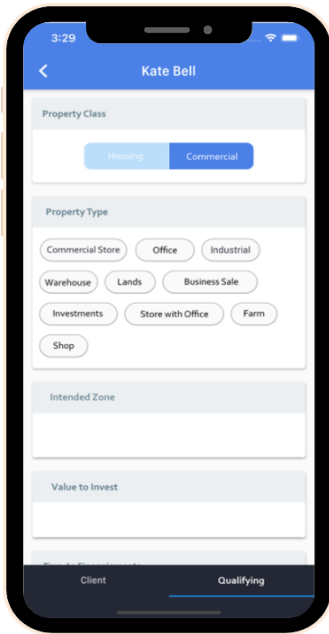 3:29
Kate Bell
Property Class
Housing Commercial
Property Type
Commercial Store Office Industrial
Warehouse Lands Business Sale
Investments Store with Office Farm
Shop
Intended Zone
Value to Invest
Client Qualifying